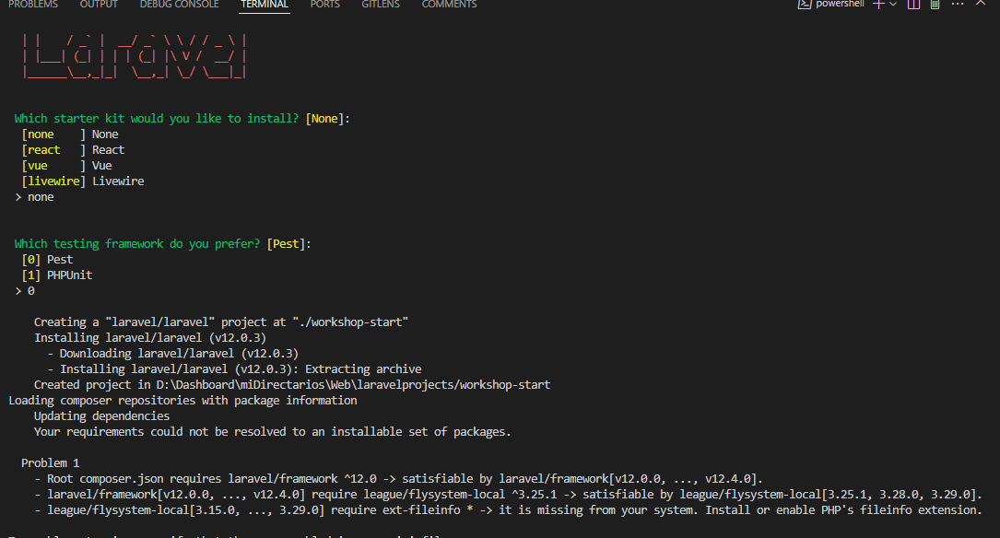 PROBLEMS OUTPUT DEBUG CONSOLE TERMINAL PORTS GITLENS COMMENTS powershell
Laravel
Which starter kit would you like to install? [None]:
[none    ] None
[react   ] React
[vue     ] Vue
[livewire] Livewire
> none
Which testing framework do you prefer? [Pest]:
[0] Pest
[1] PHPUnit
> 0
Creating a "laravel/laravel" project at "./workshop-start"
Installing laravel/laravel (v12.0.3)
- Downloading laravel/laravel (v12.0.3)
- Installing laravel/laravel (v12.0.3): Extracting archive
Created project in D:\Dashboard\miDirectarios\Web\laravelprojects/workshop-start
Loading composer repositories with package information
Updating dependencies
Your requirements could not be resolved to an installable set of packages.
Problem 1
- Root composer.json requires laravel/framework ^12.0 -> satisfiable by laravel/framework[v12.0.0, ..., v12.4.0].
- laravel/framework[v12.0.0, ..., v12.4.0] require league/flysystem-local ^3.25.1 -> satisfiable by league/flysystem-local[3.25.1, 3.28.0, 3.29.0].
- league/flysystem-local[3.15.0, ..., 3.29.0] require ext-fileinfo * -> it is missing from your system. Install or enable PHP's fileinfo extension.